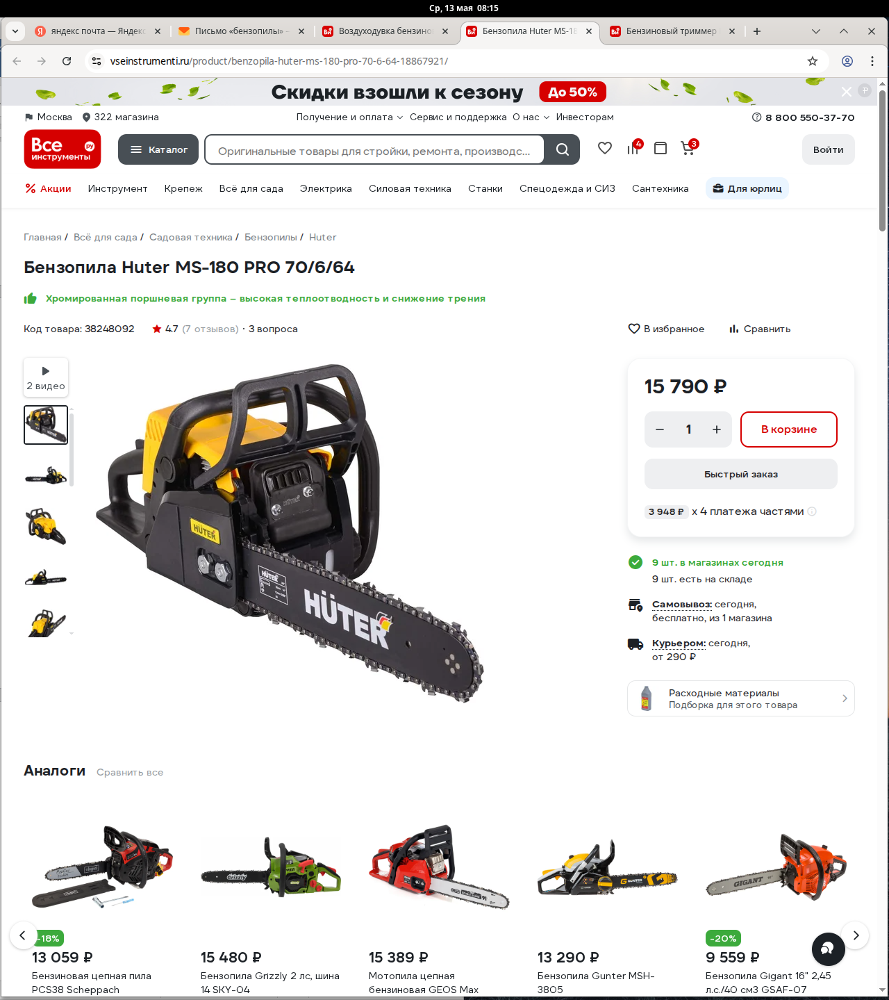 Ср, 13 мая 08:15
яндекс почта — Яндекс
Письмо «бензопилы» -
Воздуходувка бензино
Бензопила Huter MS-18
Бензиновый триммер
vseinstrumenti.ru/product/benzopila-huter-ms-180-pro-70-6-64-18867921/
Скидки взошли к сезону До 50%
Москва 322 магазина Получение и оплата Сервис и поддержка О нас Инвесторам 8 800 550-37-70
Все инструменты ру
Каталог
Оригинальные товары для стройки, ремонта, производс...
4
3
Войти
% Акции Инструмент Крепеж Всё для сада Электрика Силовая техника Станки Спецодежда и СИЗ Сантехника Для юрлиц
Главная / Всё для сада / Садовая техника / Бензопилы / Huter
Бензопила Huter MS-180 PRO 70/6/64
Хромированная поршневая группа – высокая теплоотводность и снижение трения
Код товара: 38248092 4.7 (7 отзывов) · 3 вопроса
В избранное Сравнить
2 видео
HÜTER
HÜTER
HÜTER
HÜTER
15 790 ₽
1
В корзине
Быстрый заказ
3 948 ₽ х 4 платежа частями
9 шт. в магазинах сегодня
9 шт. есть на складе
Самовывоз: сегодня,
бесплатно, из 1 магазина
Курьером: сегодня,
от 290 ₽
Расходные материалы
Подборка для этого товара
Аналоги Сравнить все
Grizzly
GUNTER
GIGANT
-18%
13 059 ₽
Бензиновая цепная пила
PCS38 Scheppach
15 480 ₽
Бензопила Grizzly 2 лс, шина
14 SKY-04
15 389 ₽
Мотопила цепная
бензиновая GEOS Max
13 290 ₽
Бензопила Gunter MSH-
3805
-20%
9 559 ₽
Бензопила Gigant 16" 2,45
л.с./40 см3 GSAF-07